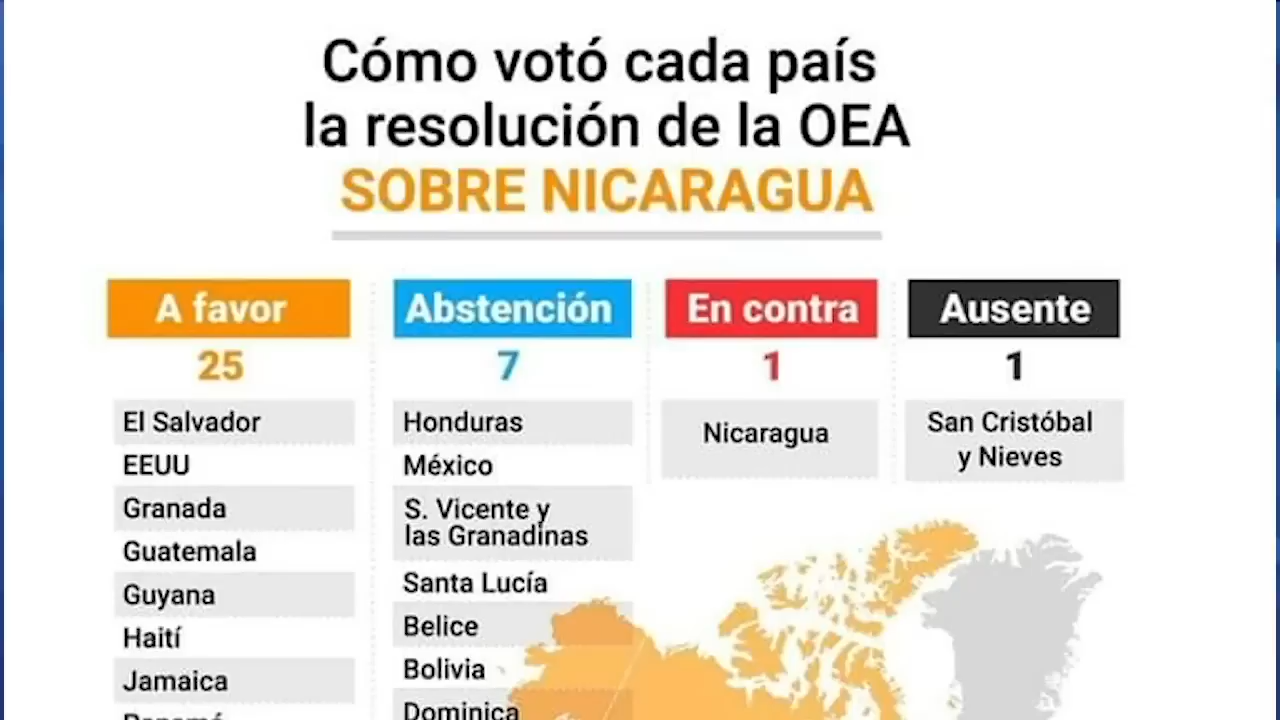 Cómo votó cada país
la resolución de la OEA
SOBRE NICARAGUA
A favor
25
El Salvador
EEUU
Granada
Guatemala
Guyana
Haití
Jamaica
Panamá
Abstención
7
Honduras
México
S. Vicente y
las Granadinas
Santa Lucía
Belice
Bolivia
Dominica
En contra
1
Nicaragua
Ausente
1
San Cristóbal
y Nieves